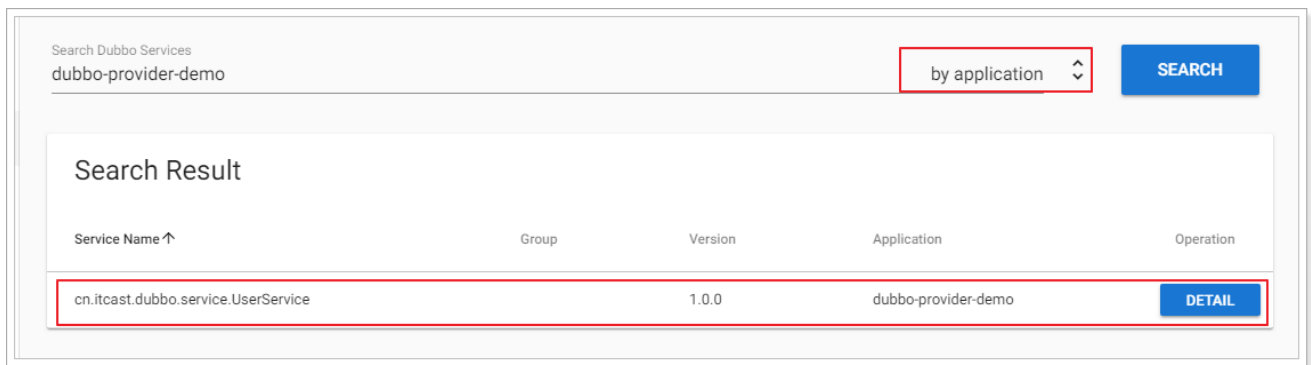 Search Dubbo Services
dubbo-provider-demo by application SEARCH
Search Result
Service Name Group Version Application Operation
cn.itcast.dubbo.service.UserService 1.0.0 dubbo-provider-demo DETAIL